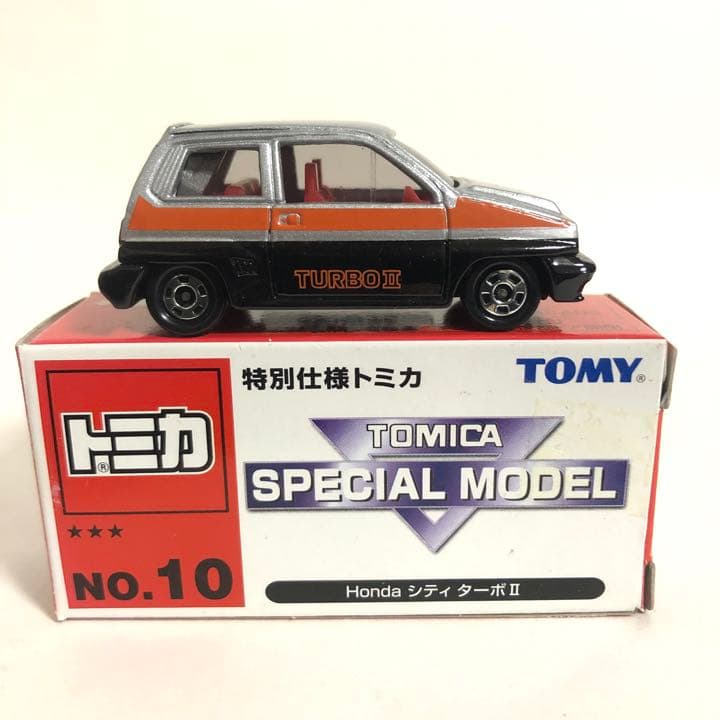 TURBO II
特別仕様トミカ
TOMY®
トミカ®
TOMICA
SPECIAL MODEL
★★★
NO.10
Honda シティ ターボⅡ